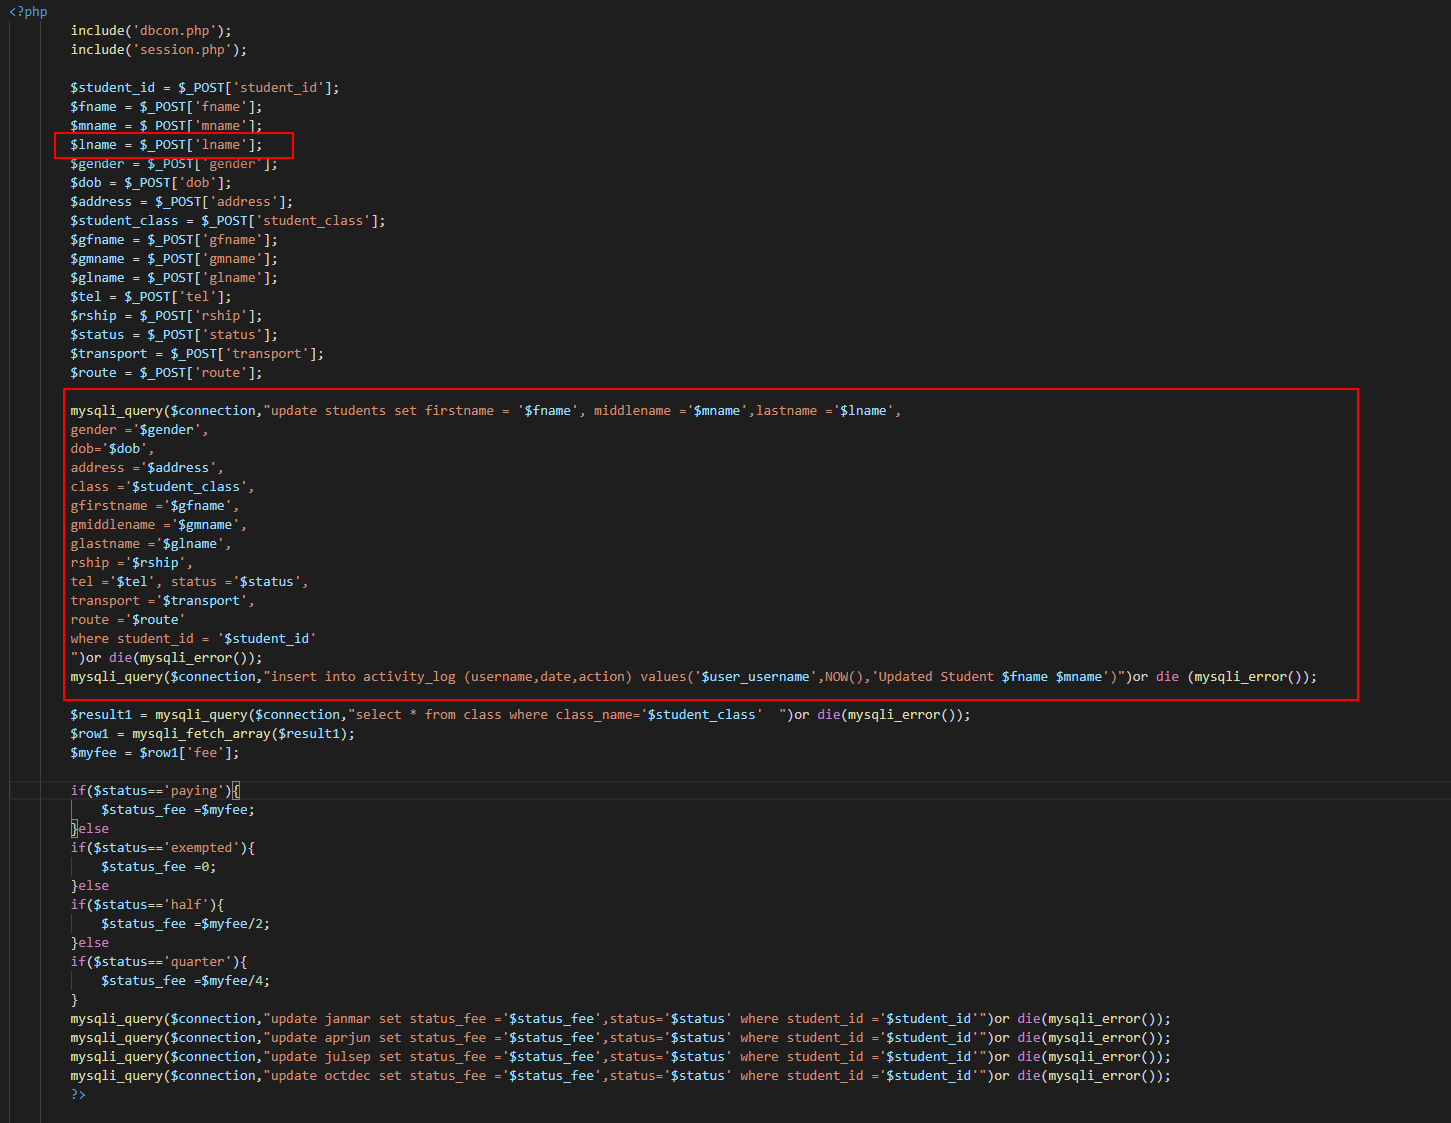 <?php
include('dbcon.php');
include('session.php');
$student_id = $_POST['student_id'];
$fname = $_POST['fname'];
$mname = $_POST['mname'];
$lname = $_POST['lname'];
$gender = $_POST['gender'];
$dob = $_POST['dob'];
$address = $_POST['address'];
$student_class = $_POST['student_class'];
$gfname = $_POST['gfname'];
$gmname = $_POST['gmname'];
$glname = $_POST['glname'];
$tel = $_POST['tel'];
$rship = $_POST['rship'];
$status = $_POST['status'];
$transport = $_POST['transport'];
$route = $_POST['route'];
mysqli_query($connection,"update students set firstname = '$fname', middlename ='$mname',lastname ='$lname',
gender ='$gender',
dob='$dob',
address ='$address',
class ='$student_class',
gfirstname ='$gfname',
gmiddlename ='$gmname',
glastname ='$glname',
rship ='$rship',
tel ='$tel', status ='$status',
transport ='$transport',
route ='$route'
where student_id = '$student_id'
")or die(mysqli_error());
mysqli_query($connection,"insert into activity_log (username,date,action) values('$user_username',NOW(),'Updated Student $fname $mname')")or die (mysqli_error());
$result1 = mysqli_query($connection,"select * from class where class_name='$student_class'  ")or die(mysqli_error());
$row1 = mysqli_fetch_array($result1);
$myfee = $row1['fee'];
if($status=='paying'){
$status_fee =$myfee;
}else
if($status=='exempted'){
$status_fee =0;
}else
if($status=='half'){
$status_fee =$myfee/2;
}else
if($status=='quarter'){
$status_fee =$myfee/4;
}
mysqli_query($connection,"update janmar set status_fee ='$status_fee',status='$status' where student_id ='$student_id'")or die(mysqli_error());
mysqli_query($connection,"update aprjun set status_fee ='$status_fee',status='$status' where student_id ='$student_id'")or die(mysqli_error());
mysqli_query($connection,"update julsep set status_fee ='$status_fee',status='$status' where student_id ='$student_id'")or die(mysqli_error());
mysqli_query($connection,"update octdec set status_fee ='$status_fee',status='$status' where student_id ='$student_id'")or die(mysqli_error());
?>